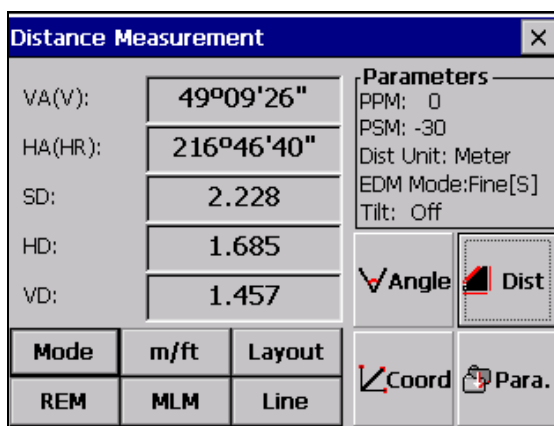 Distance Measurement
VA(V): 49º09'26"
HA(HR): 216º46'40"
SD: 2.228
HD: 1.685
VD: 1.457
Parameters
PPM: 0
PSM: -30
Dist Unit: Meter
EDM Mode:Fine[S]
Tilt: Off
Angle Dist
Coord Para.
Mode m/ft Layout
REM MLM Line